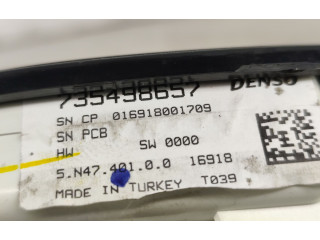 >735498697 DENSO
SN CP 016918001709
SN PCB
HW SW 0000
5.N47.401.0.0 16918
MADE IN TURKEY T039